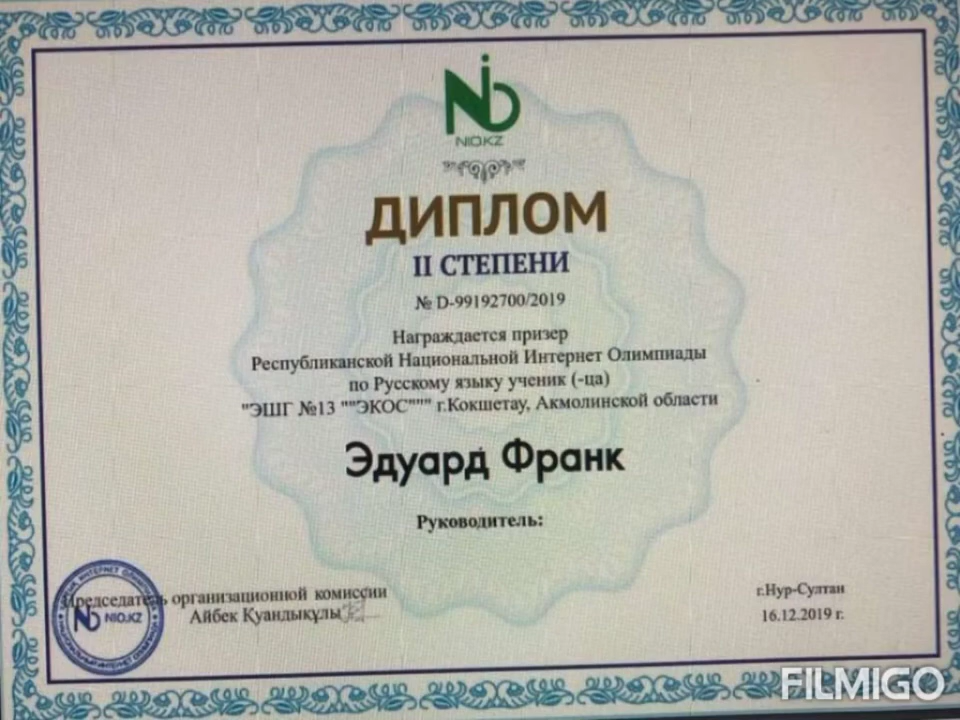 NIO.KZ
ДИПЛОМ
II СТЕПЕНИ
№ D-99192700/2019
Награждается призер
Республиканской Национальной Интернет Олимпиады
по Русскому языку ученик (-ца)
"ЭШГ №13 ""ЭКОС""" г.Кокшетау, Акмолинской области
Эдуард Франк
Руководитель:
Председатель организационной комиссии
Айбек Қуандықұлы
NIO.KZ
г.Нур-Султан
16.12.2019 г.
FILMIGO